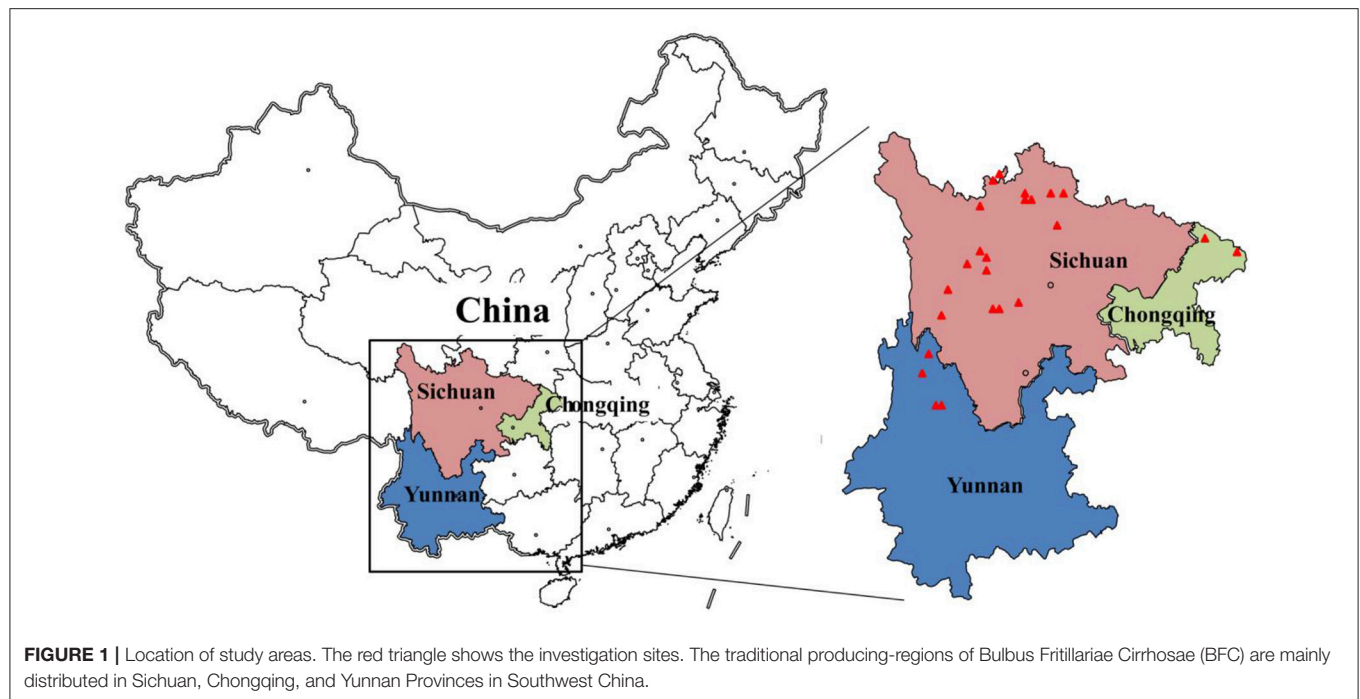 China
Sichuan
Chongqing
Yunnan
Sichuan
Chongqing
Yunnan
FIGURE 1 | Location of study areas. The red triangle shows the investigation sites. The traditional producing-regions of Bulbus Fritillariae Cirrhosae (BFC) are mainly
distributed in Sichuan, Chongqing, and Yunnan Provinces in Southwest China.